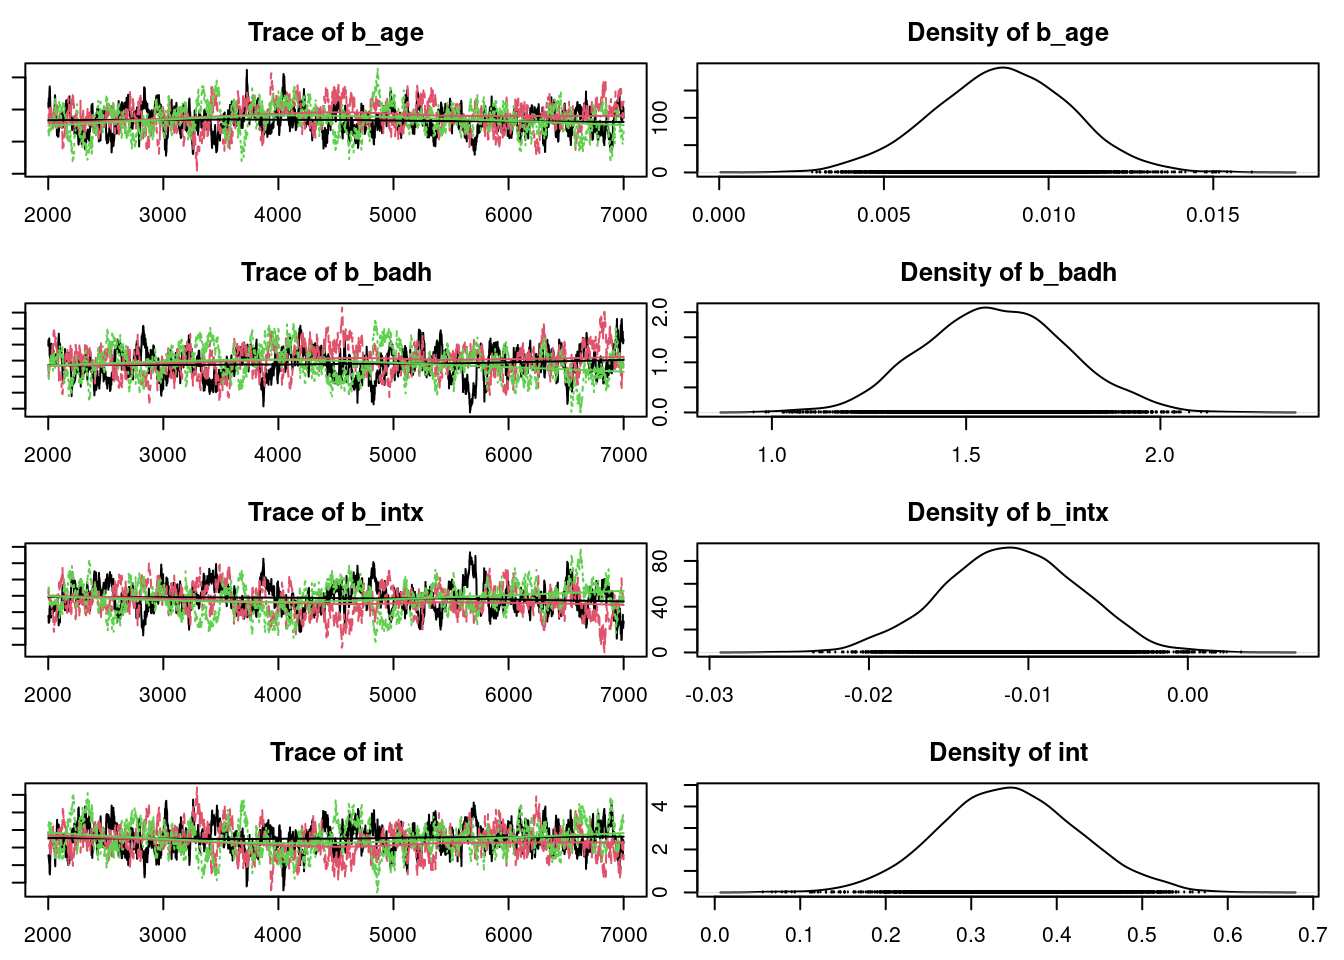 Trace of b_age
2000 3000 4000 5000 6000 7000
Density of b_age
0 100
0.000 0.005 0.010 0.015
Trace of b_badh
2000 3000 4000 5000 6000 7000
Density of b_badh
0.0 1.0 2.0
1.0 1.5 2.0
Trace of b_intx
2000 3000 4000 5000 6000 7000
Density of b_intx
0 40 80
-0.03 -0.02 -0.01 0.00
Trace of int
2000 3000 4000 5000 6000 7000
Density of int
0 2 4
0.0 0.1 0.2 0.3 0.4 0.5 0.6 0.7